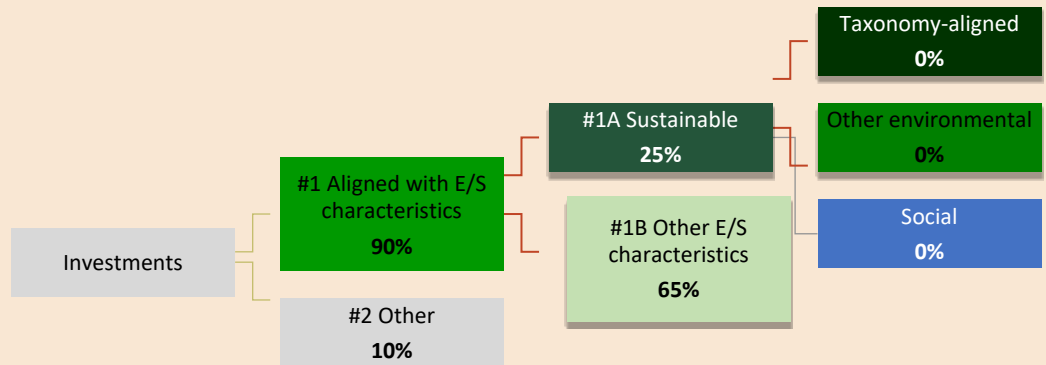 Investments
#1 Aligned with E/S
characteristics
90%
#2 Other
10%
#1A Sustainable
25%
#1B Other E/S
characteristics
65%
Taxonomy-aligned
0%
Other environmental
0%
Social
0%